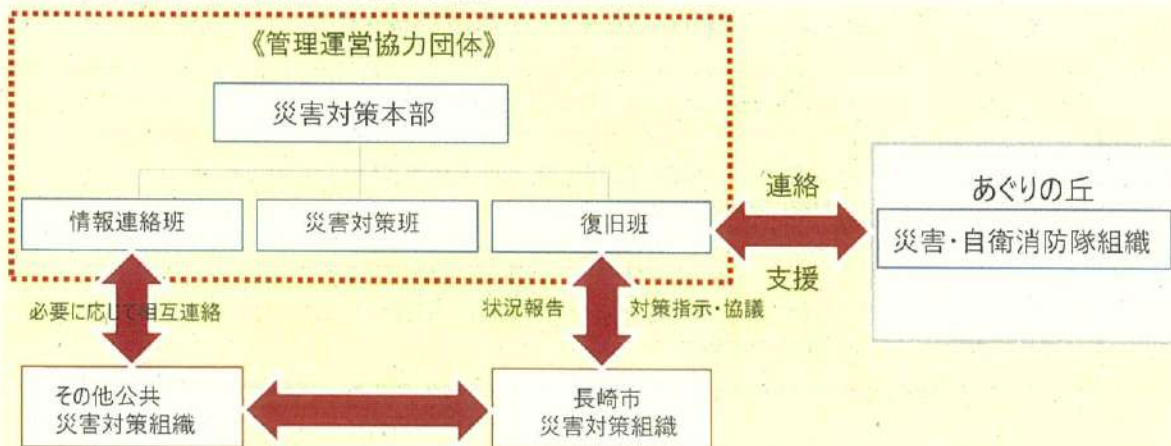 《管理運営協力団体》
災害対策本部
情報連絡班
災害対策班
復旧班
連絡
支援
あぐりの丘
災害・自衛消防隊組織
必要に応じて相互連絡
状況報告
対策指示・協議
その他公共
災害対策組織
長崎市
災害対策組織